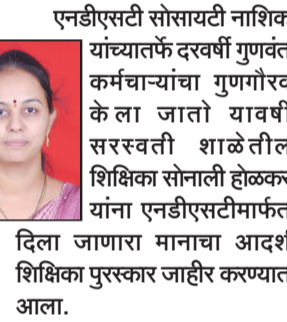 एनडीएसटी सोसायटी नाशिक
यांच्यातर्फे दरवर्षी गुणवंत
कर्मचाऱ्यांचा गुणगौरव
केला जातो यावर्षी
सरस्वती शाळेतील
शिक्षिका सोनाली होळकर
यांना एनडीएसटीमार्फत
दिला जाणारा मानाचा आदर्श
शिक्षिका पुरस्कार जाहीर करण्यात
आला.